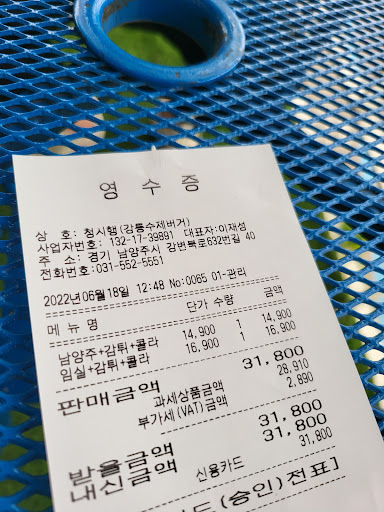 영 수 증
상 호: 청시행(강릉수제버거)
사업자번호: 132-17-39891 대표자:이재성
주 소: 경기 남양주시 강변북로632번길 40
전화번호:031-552-5551
2022년06월18일 12:48 No:0065 01-관리
메 뉴 명 단가 수량 금액
남양주+감튀+콜라 14,900 1 14,900
임실+감튀+콜라 16,900 1 16,900
판매금액 31,800
과세상품금액 28,910
부가세(VAT)금액 2,890
받을금액 31,800
내신금액 31,800
신용카드 31,800
(승인)전표]